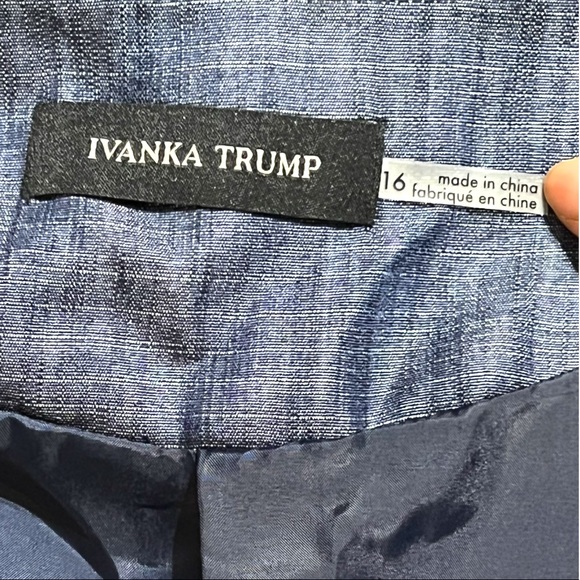 IVANKA TRUMP
16
made in china
fabriqué en chine